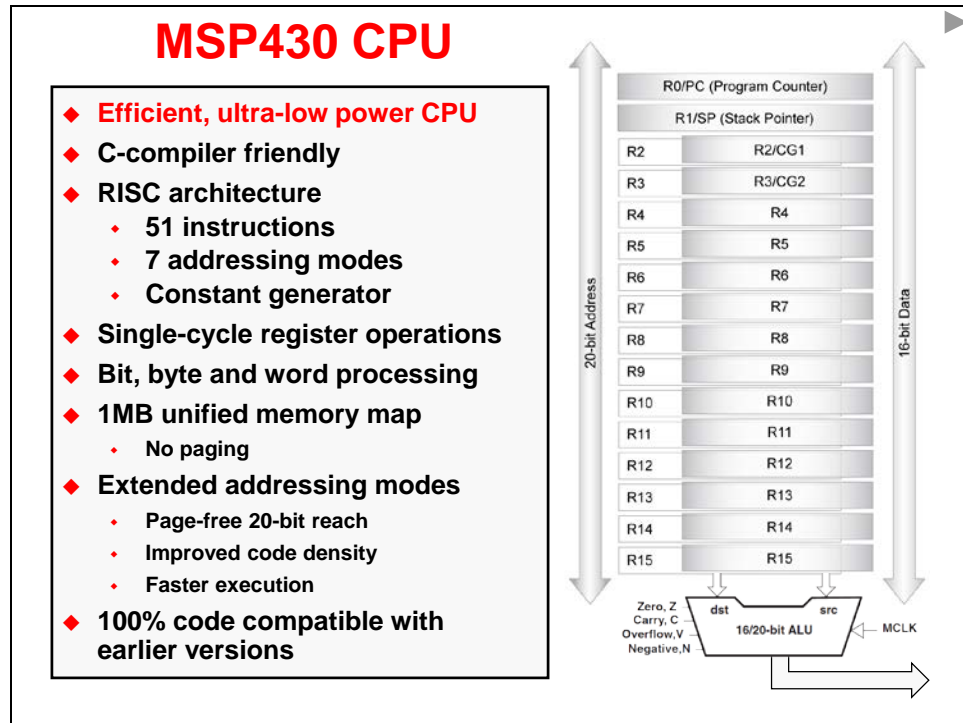 MSP430 CPU
◆ Efficient, ultra-low power CPU
◆ C-compiler friendly
◆ RISC architecture
◆ 51 instructions
◆ 7 addressing modes
◆ Constant generator
◆ Single-cycle register operations
◆ Bit, byte and word processing
◆ 1MB unified memory map
◆ No paging
◆ Extended addressing modes
◆ Page-free 20-bit reach
◆ Improved code density
◆ Faster execution
◆ 100% code compatible with
earlier versions
20-bit Address
R0/PC (Program Counter)
R1/SP (Stack Pointer)
R2 R2/CG1
R3 R3/CG2
R4 R4
R5 R5
R6 R6
R7 R7
R8 R8
R9 R9
R10 R10
R11 R11
R12 R12
R13 R13
R14 R14
R15 R15
16-bit Data
Zero, Z
Carry, C
Overflow,V
Negative,N
dst src
16/20-bit ALU
MCLK